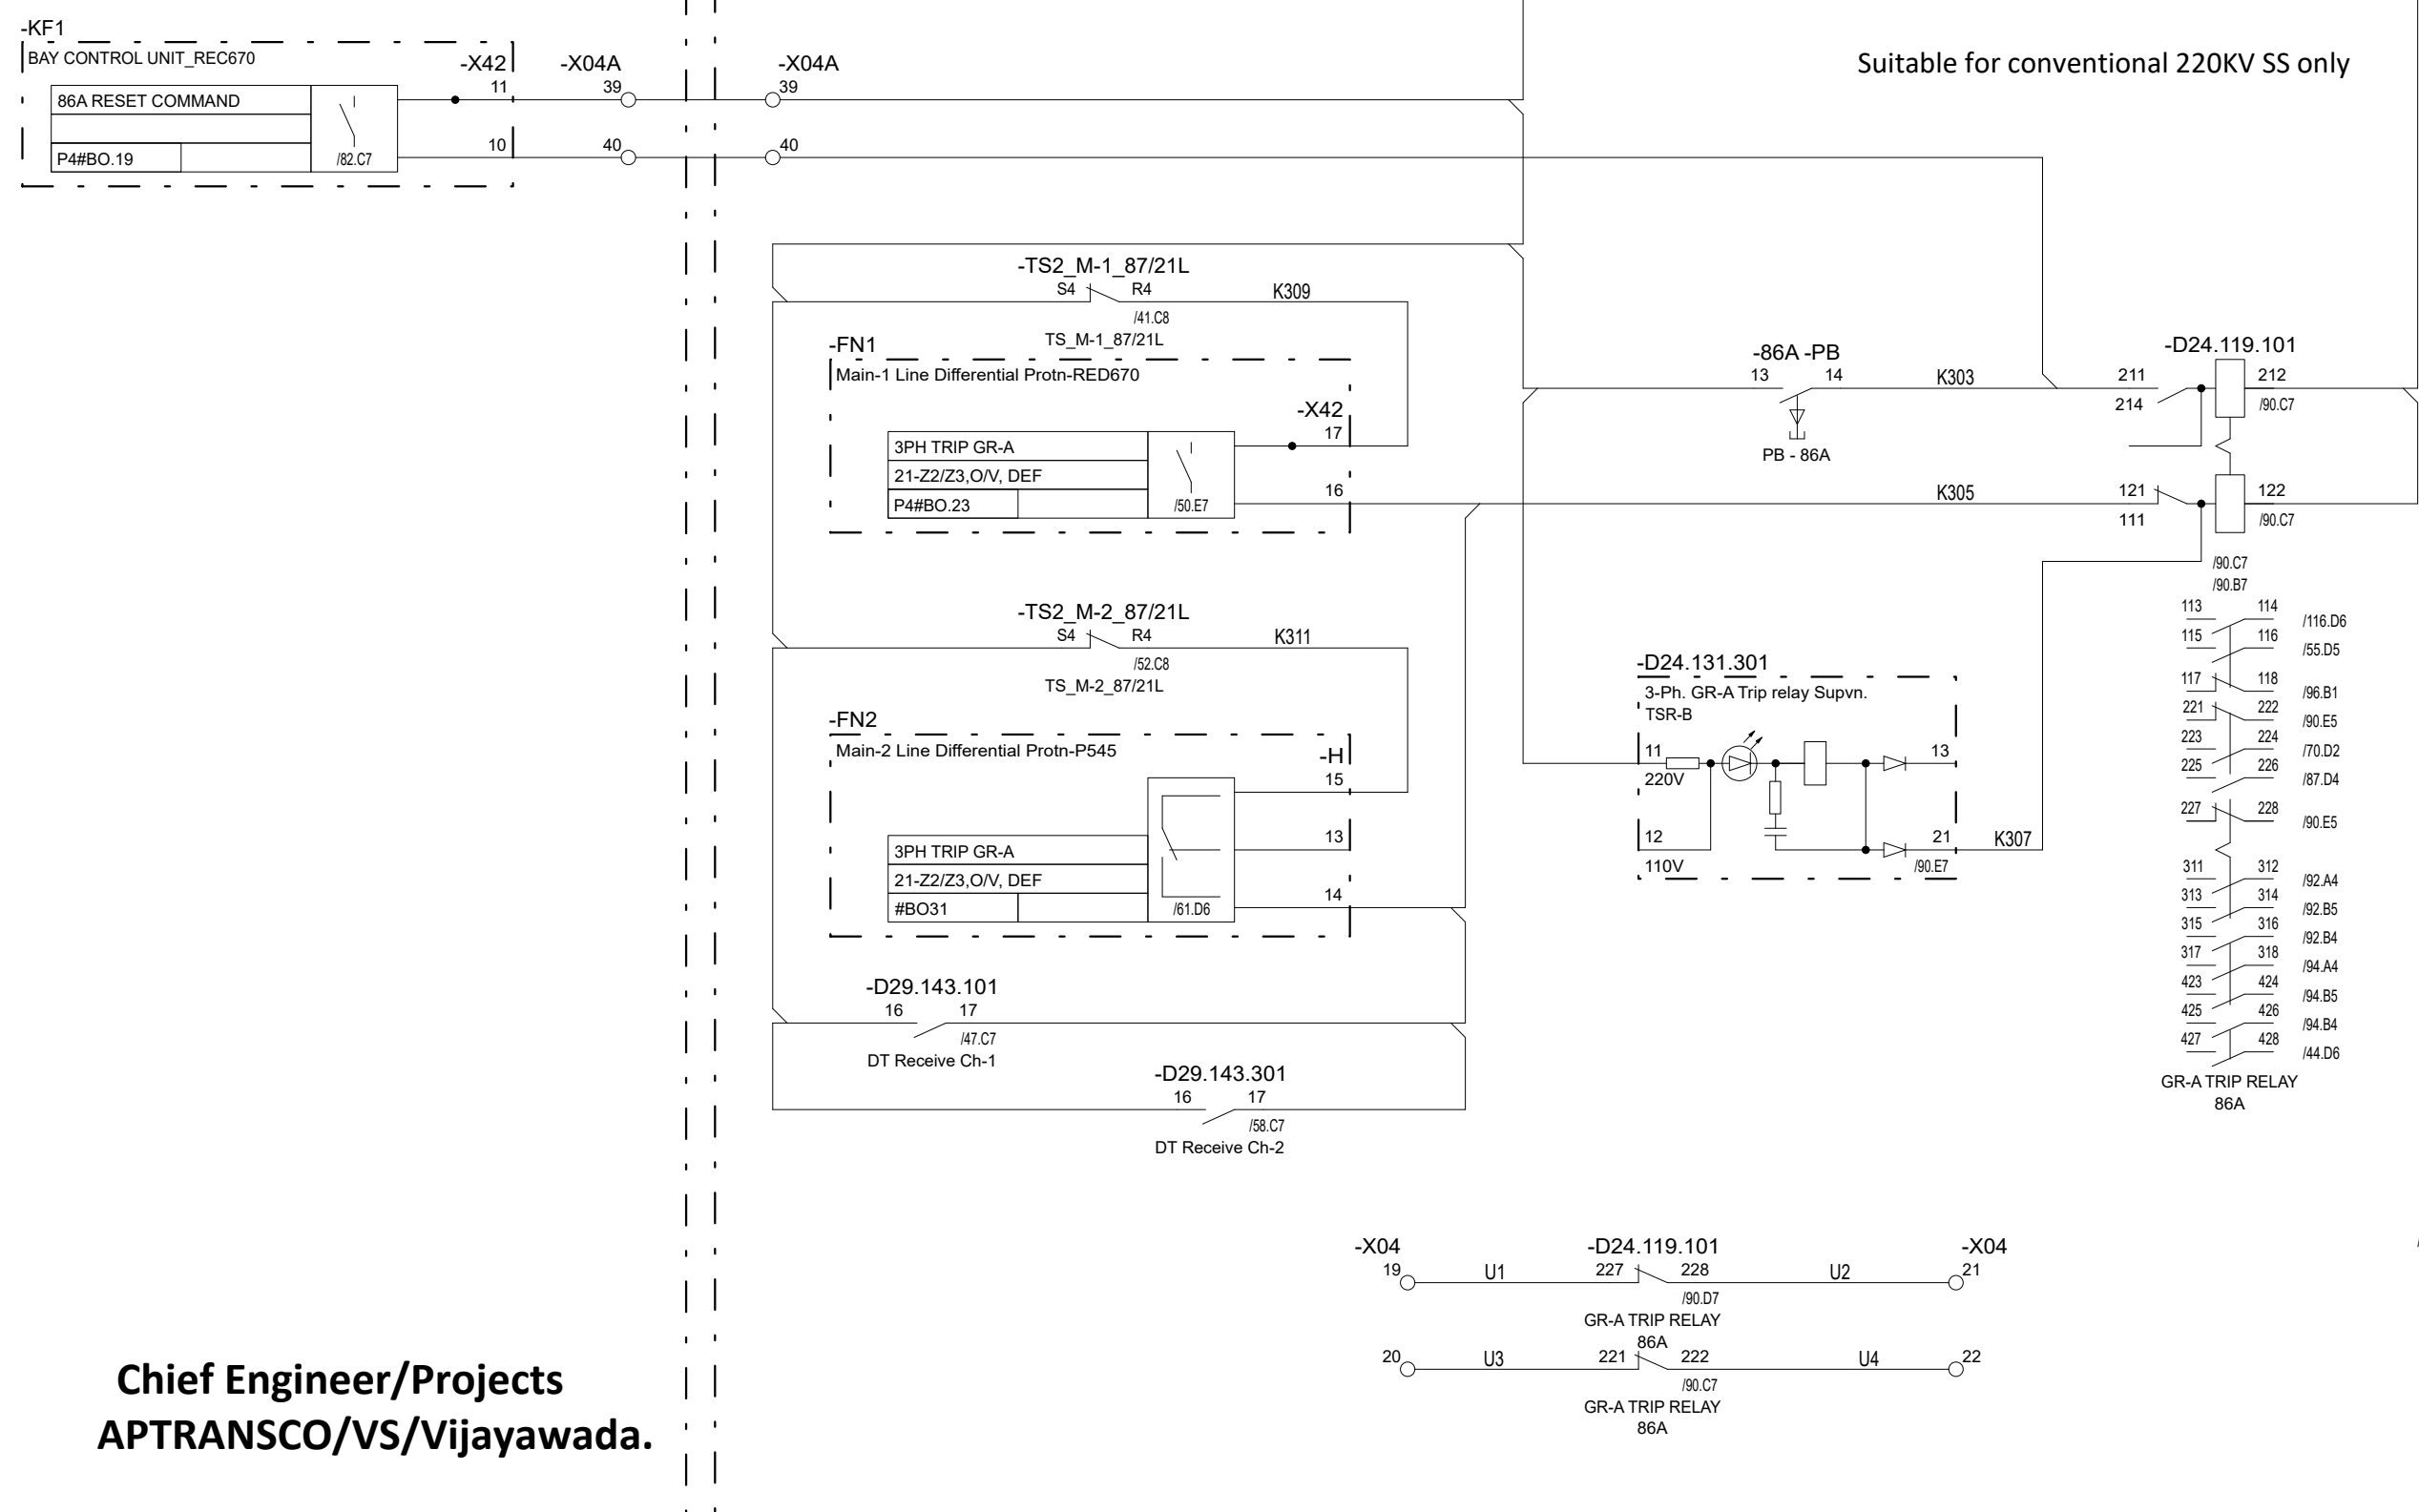 -KF1
BAY CONTROL UNIT_REC670
-X42
-X04A
-X04A
Suitable for conventional 220KV SS only
11
39
39
86A RESET COMMAND
10
40
40
P4#BO.19
/82.C7
-TS2_M-1_87/21L
S4
R4
K309
/41.C8
TS_M-1_87/21L
-FN1
Main-1 Line Differential Protn-RED670
-X42
17
3PH TRIP GR-A
21-Z2/Z3,O/V, DEF
P4#BO.23
/50.E7
16
-86A -PB
13
14
K303
PB - 86A
-D24.119.101
211
212
214
/90.C7
K305
121
122
111
/90.C7
/90.C7
/90.B7
113
114
/116.D6
115
116
/55.D5
117
118
/96.B1
221
222
/90.E5
223
224
/70.D2
225
226
/87.D4
227
228
/90.E5
311
312
/92.A4
313
314
/92.B5
315
316
/92.B4
317
318
/94.A4
423
424
/94.B5
425
426
/94.B4
427
428
/44.D6
GR-A TRIP RELAY
86A
-TS2_M-2_87/21L
S4
R4
K311
/52.C8
TS_M-2_87/21L
-FN2
Main-2 Line Differential Protn-P545
-H
15
13
3PH TRIP GR-A
21-Z2/Z3,O/V, DEF
#BO31
/61.D6
14
-D24.131.301
3-Ph. GR-A Trip relay Supvn.
TSR-B
11
13
220V
12
21
K307
110V
/90.E7
-D29.143.101
16
17
/47.C7
DT Receive Ch-1
-D29.143.301
16
17
/58.C7
DT Receive Ch-2
-X04
-D24.119.101
-X04
19
U1
227
228
U2
21
/90.D7
GR-A TRIP RELAY
86A
20
U3
221
222
U4
22
/90.C7
GR-A TRIP RELAY
86A
Chief Engineer/Projects
APTRANSCO/VS/Vijayawada.